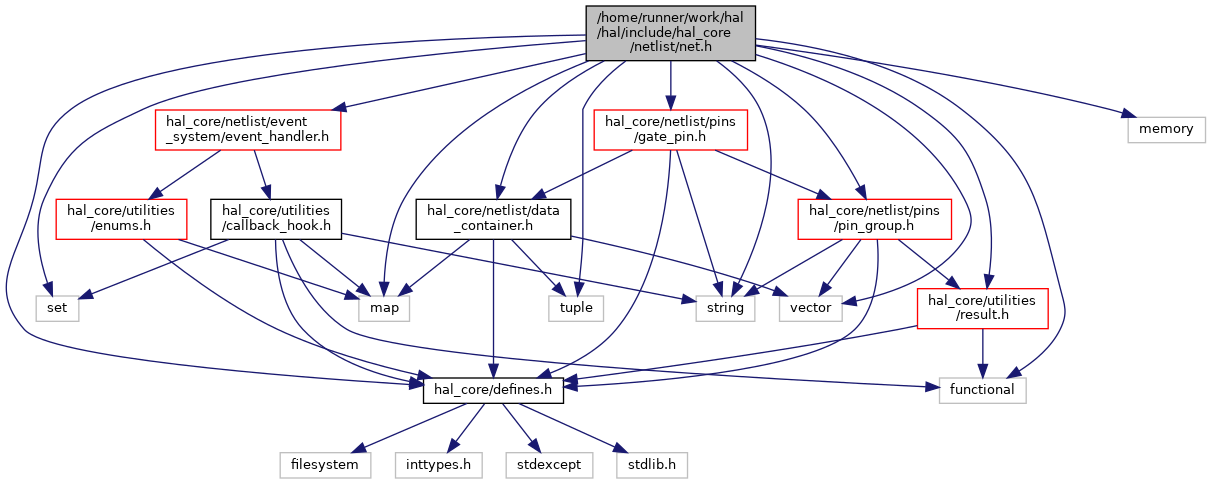 /home/runner/work/hal
/hal/include/hal_core
/netlist/net.h
hal_core/netlist/event
_system/event_handler.h
hal_core/netlist/pins
/gate_pin.h
memory
hal_core/utilities
/enums.h
hal_core/utilities
/callback_hook.h
hal_core/netlist/data
_container.h
hal_core/netlist/pins
/pin_group.h
set
map
tuple
string
vector
hal_core/utilities
/result.h
hal_core/defines.h
functional
filesystem
inttypes.h
stdexcept
stdlib.h